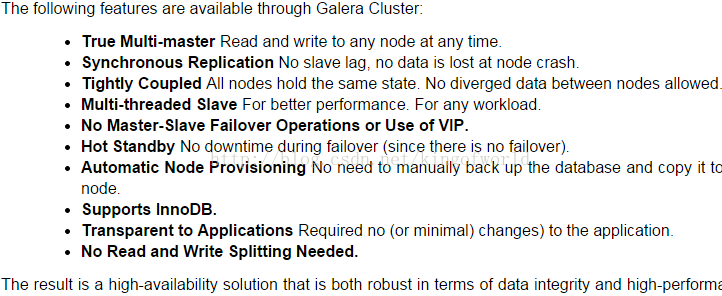 The following features are available through Galera Cluster:
True Multi-master Read and write to any node at any time.
Synchronous Replication No slave lag, no data is lost at node crash.
Tightly Coupled All nodes hold the same state. No diverged data between nodes allowed.
Multi-threaded Slave For better performance. For any workload.
No Master-Slave Failover Operations or Use of VIP.
Hot Standby No downtime during failover (since there is no failover).
http://blog.csdn.net/kingofworld
Automatic Node Provisioning No need to manually back up the database and copy it to
node.
Supports InnoDB.
Transparent to Applications Required no (or minimal) changes) to the application.
No Read and Write Splitting Needed.
The result is a high-availability solution that is both robust in terms of data integrity and high-performa